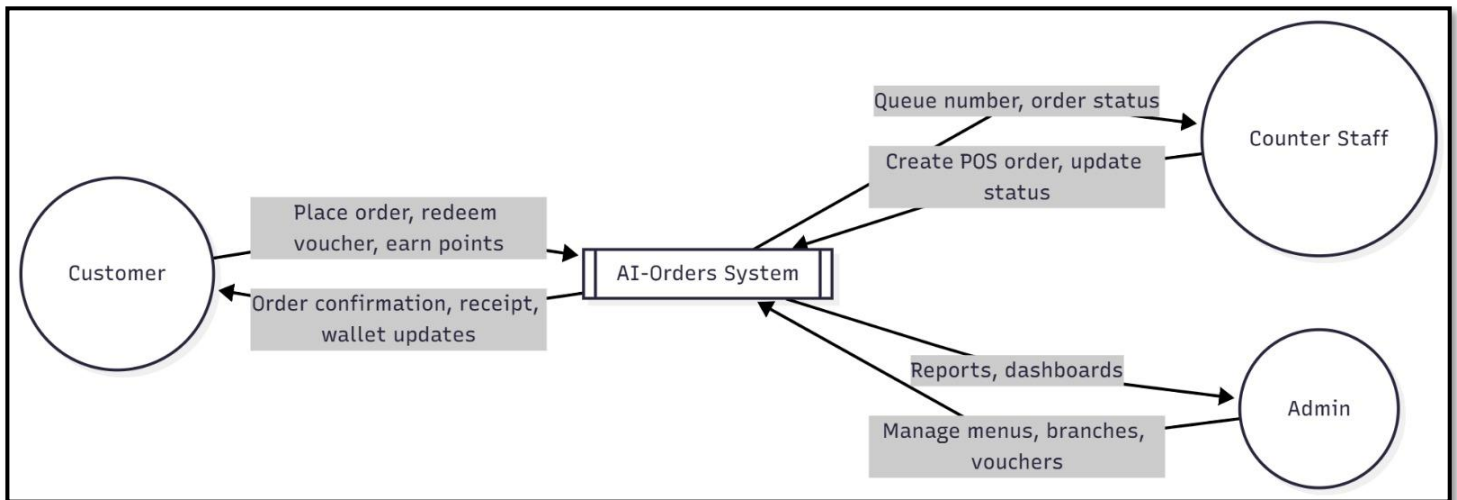 Queue number, order status
Counter Staff
Create POS order, update
status
Place order, redeem
voucher, earn points
Customer
AI-Orders System
Order confirmation, receipt,
wallet updates
Reports, dashboards
Admin
Manage menus, branches,
vouchers